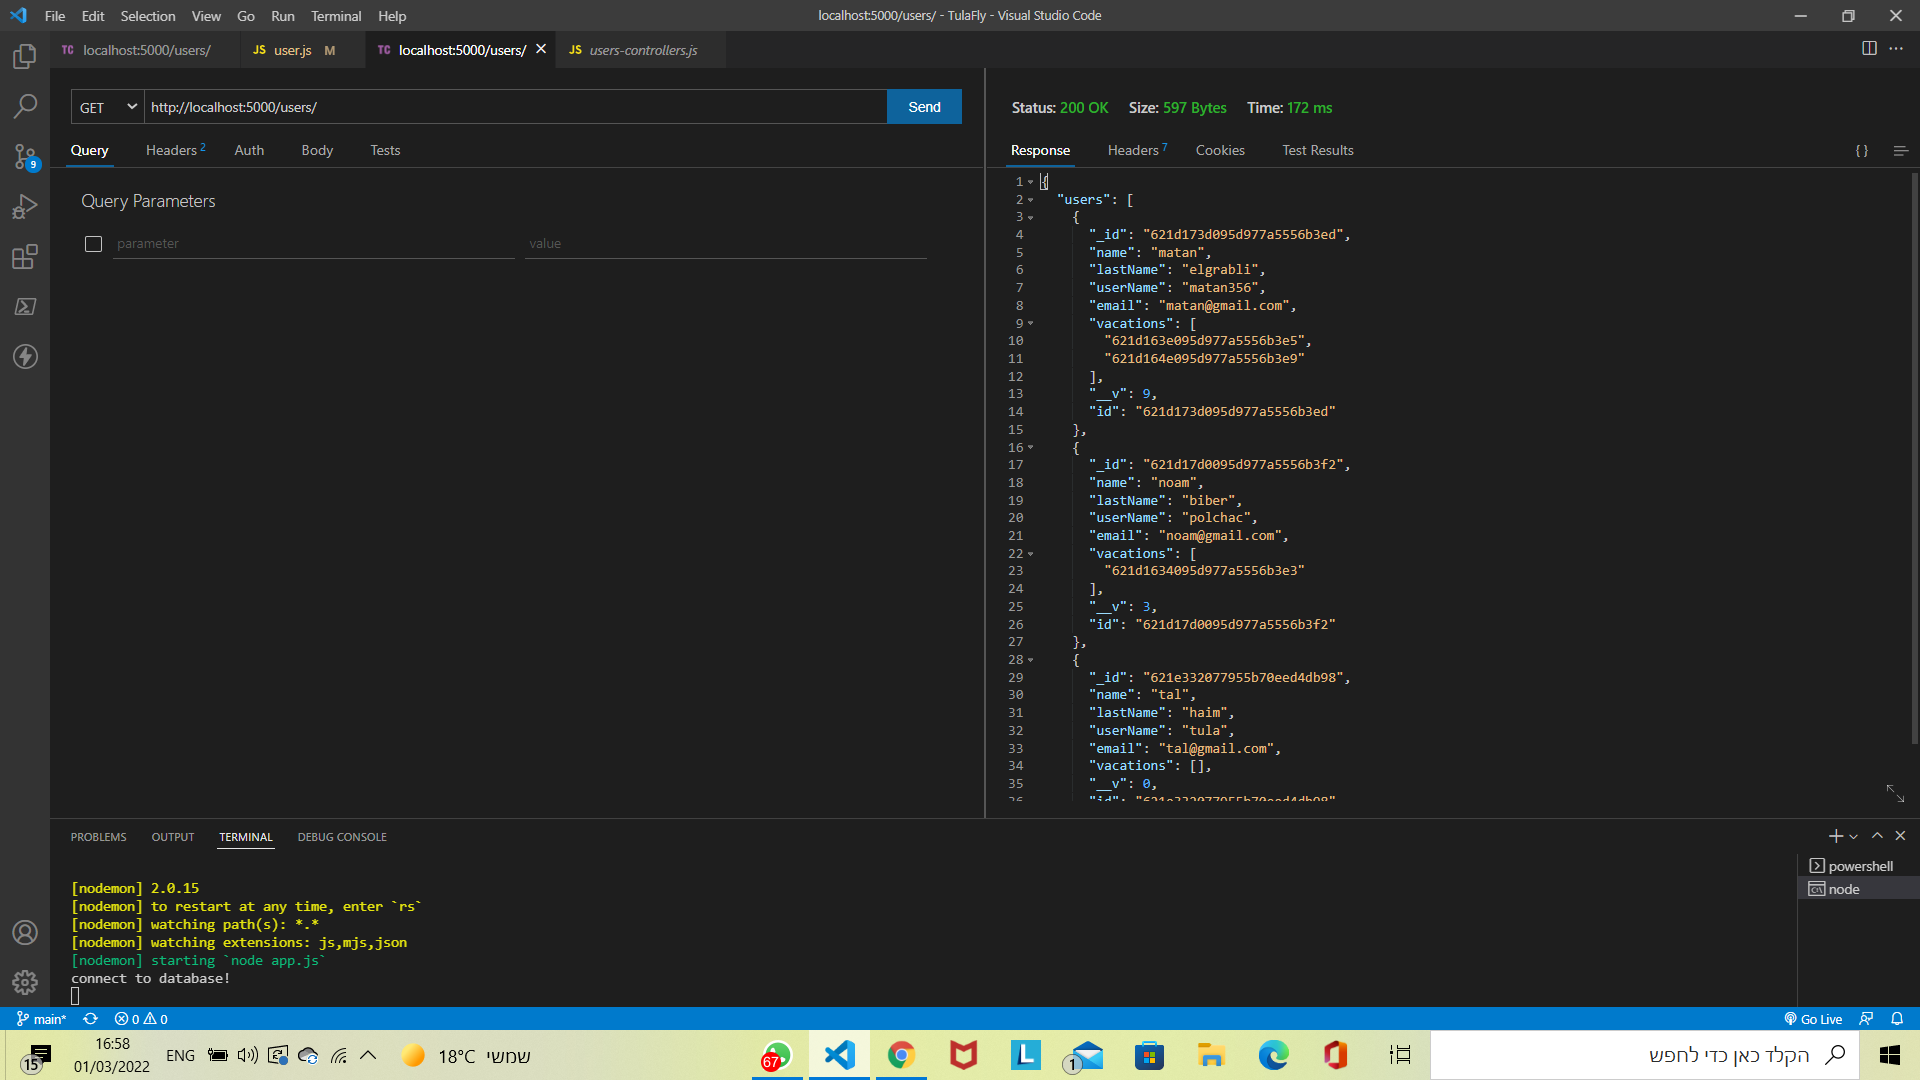 File Edit Selection View Go Run Terminal Help
localhost:5000/users/ - TulaFly - Visual Studio Code
TC localhost:5000/users/
JS user.js M
TC localhost:5000/users/
JS users-controllers.js
9
GET
http://localhost:5000/users/
Send
Query
Headers 2
Auth
Body
Tests
Query Parameters
parameter
value
Status: 200 OK Size: 597 Bytes Time: 172 ms
Response
Headers 7
Cookies
Test Results
{ }
1 {
2 "users": [
3 {
4 "_id": "621d173d095d977a5556b3ed",
5 "name": "matan",
6 "lastName": "elgrabli",
7 "userName": "matan356",
8 "email": "matan@gmail.com",
9 "vacations": [
10 "621d163e095d977a5556b3e5",
11 "621d164e095d977a5556b3e9"
12 ],
13 "__v": 9,
14 "id": "621d173d095d977a5556b3ed"
15 },
16 {
17 "_id": "621d17d0095d977a5556b3f2",
18 "name": "noam",
19 "lastName": "biber",
20 "userName": "polchac",
21 "email": "noam@gmail.com",
22 "vacations": [
23 "621d1634095d977a5556b3e3"
24 ],
25 "__v": 3,
26 "id": "621d17d0095d977a5556b3f2"
27 },
28 {
29 "_id": "621e332077955b70eed4db98",
30 "name": "tal",
31 "lastName": "haim",
32 "userName": "tula",
33 "email": "tal@gmail.com",
34 "vacations": [],
35 "__v": 0,
36 "id": "621e332077955b70eed4db98"
PROBLEMS OUTPUT TERMINAL DEBUG CONSOLE
powershell
node
[nodemon] 2.0.15
[nodemon] to restart at any time, enter `rs`
[nodemon] watching path(s): *.*
[nodemon] watching extensions: js,mjs,json
[nodemon] starting `node app.js`
connect to database!
main* 0 0
Go Live
15
16:58
01/03/2022
ENG
18°C שמשי
67
L
1
הקלד כאן כדי לחפש